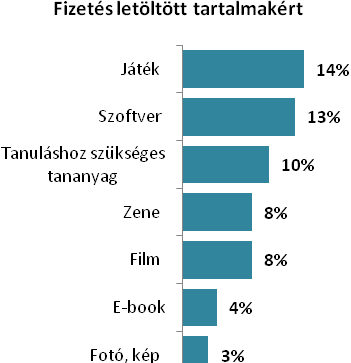 Fizetés letöltött tartalmakért
Játék 14%
Szoftver 13%
Tanuláshoz szükséges
tananyag 10%
Zene 8%
Film 8%
E-book 4%
Fotó, kép 3%